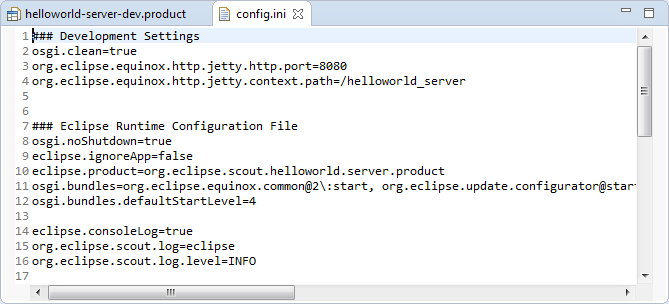 helloworld-server-dev.product config.ini
1 ### Development Settings
2 osgi.clean=true
3 org.eclipse.equinox.http.jetty.http.port=8080
4 org.eclipse.equinox.http.jetty.context.path=/helloworld_server
5
6
7 ### Eclipse Runtime Configuration File
8 osgi.noShutdown=true
9 eclipse.ignoreApp=false
10 eclipse.product=org.eclipse.scout.helloworld.server.product
11 osgi.bundles=org.eclipse.equinox.common@2\:start, org.eclipse.update.configurator@start
12 osgi.bundles.defaultStartLevel=4
13
14 eclipse.consoleLog=true
15 org.eclipse.scout.log=eclipse
16 org.eclipse.scout.log.level=INFO
17